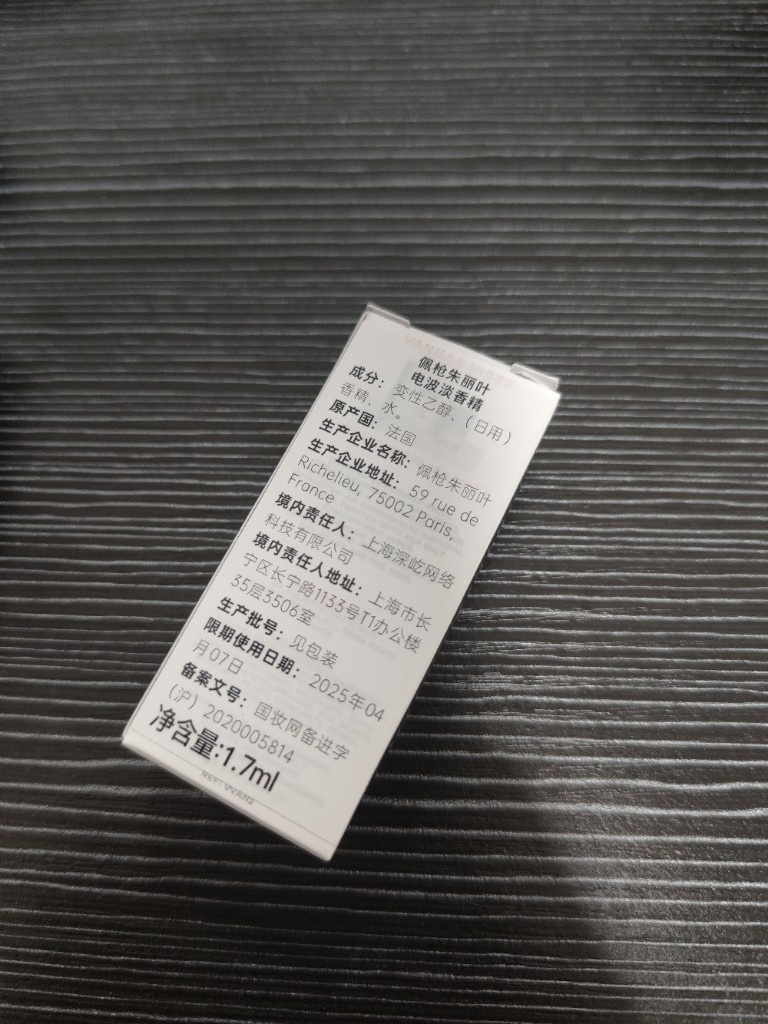 佩枪朱丽叶
电波淡香精
成分：变性乙醇、（日用）
香精、水。
原产国：法国
生产企业名称：佩枪朱丽叶
生产企业地址：59 rue de
Richelieu, 75002 Paris,
France
境内责任人：上海深屹网络
科技有限公司
境内责任人地址：上海市长
宁区长宁路1133号T1办公楼
35层3506室
生产批号：见包装
限期使用日期：2025年04
月07日
备案文号：国妆网备进字
（沪）2020005814
净含量:1.7ml